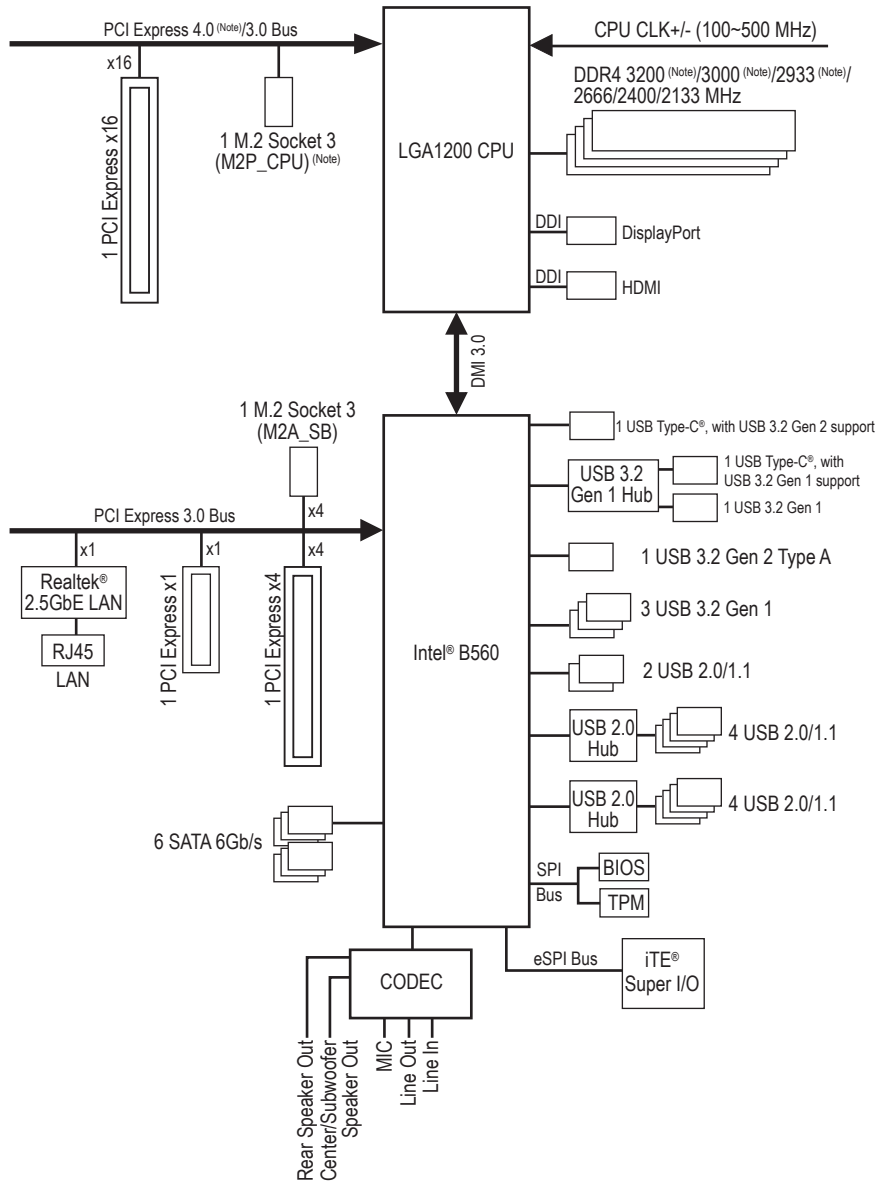 PCI Express 4.0 (Note)/3.0 Bus
CPU CLK+/- (100~500 MHz)
x16
1 PCI Express x16
1 M.2 Socket 3
(M2P_CPU) (Note)
LGA1200 CPU
DDR4 3200 (Note)/3000 (Note)/2933 (Note)/
2666/2400/2133 MHz
DDI
DisplayPort
DDI
HDMI
DMI 3.0
1 M.2 Socket 3
(M2A_SB)
x4
PCI Express 3.0 Bus
x1
x1
x4
Realtek®
2.5GbE LAN
RJ45
LAN
1 PCI Express x1
1 PCI Express x4
Intel® B560
1 USB Type-C®, with USB 3.2 Gen 2 support
USB 3.2
Gen 1 Hub
1 USB Type-C®, with
USB 3.2 Gen 1 support
1 USB 3.2 Gen 1
1 USB 3.2 Gen 2 Type A
3 USB 3.2 Gen 1
2 USB 2.0/1.1
USB 2.0
Hub
4 USB 2.0/1.1
USB 2.0
Hub
4 USB 2.0/1.1
6 SATA 6Gb/s
SPI
Bus
BIOS
TPM
eSPI Bus
iTE®
Super I/O
CODEC
Rear Speaker Out
Center/Subwoofer
Speaker Out
MIC
Line Out
Line In